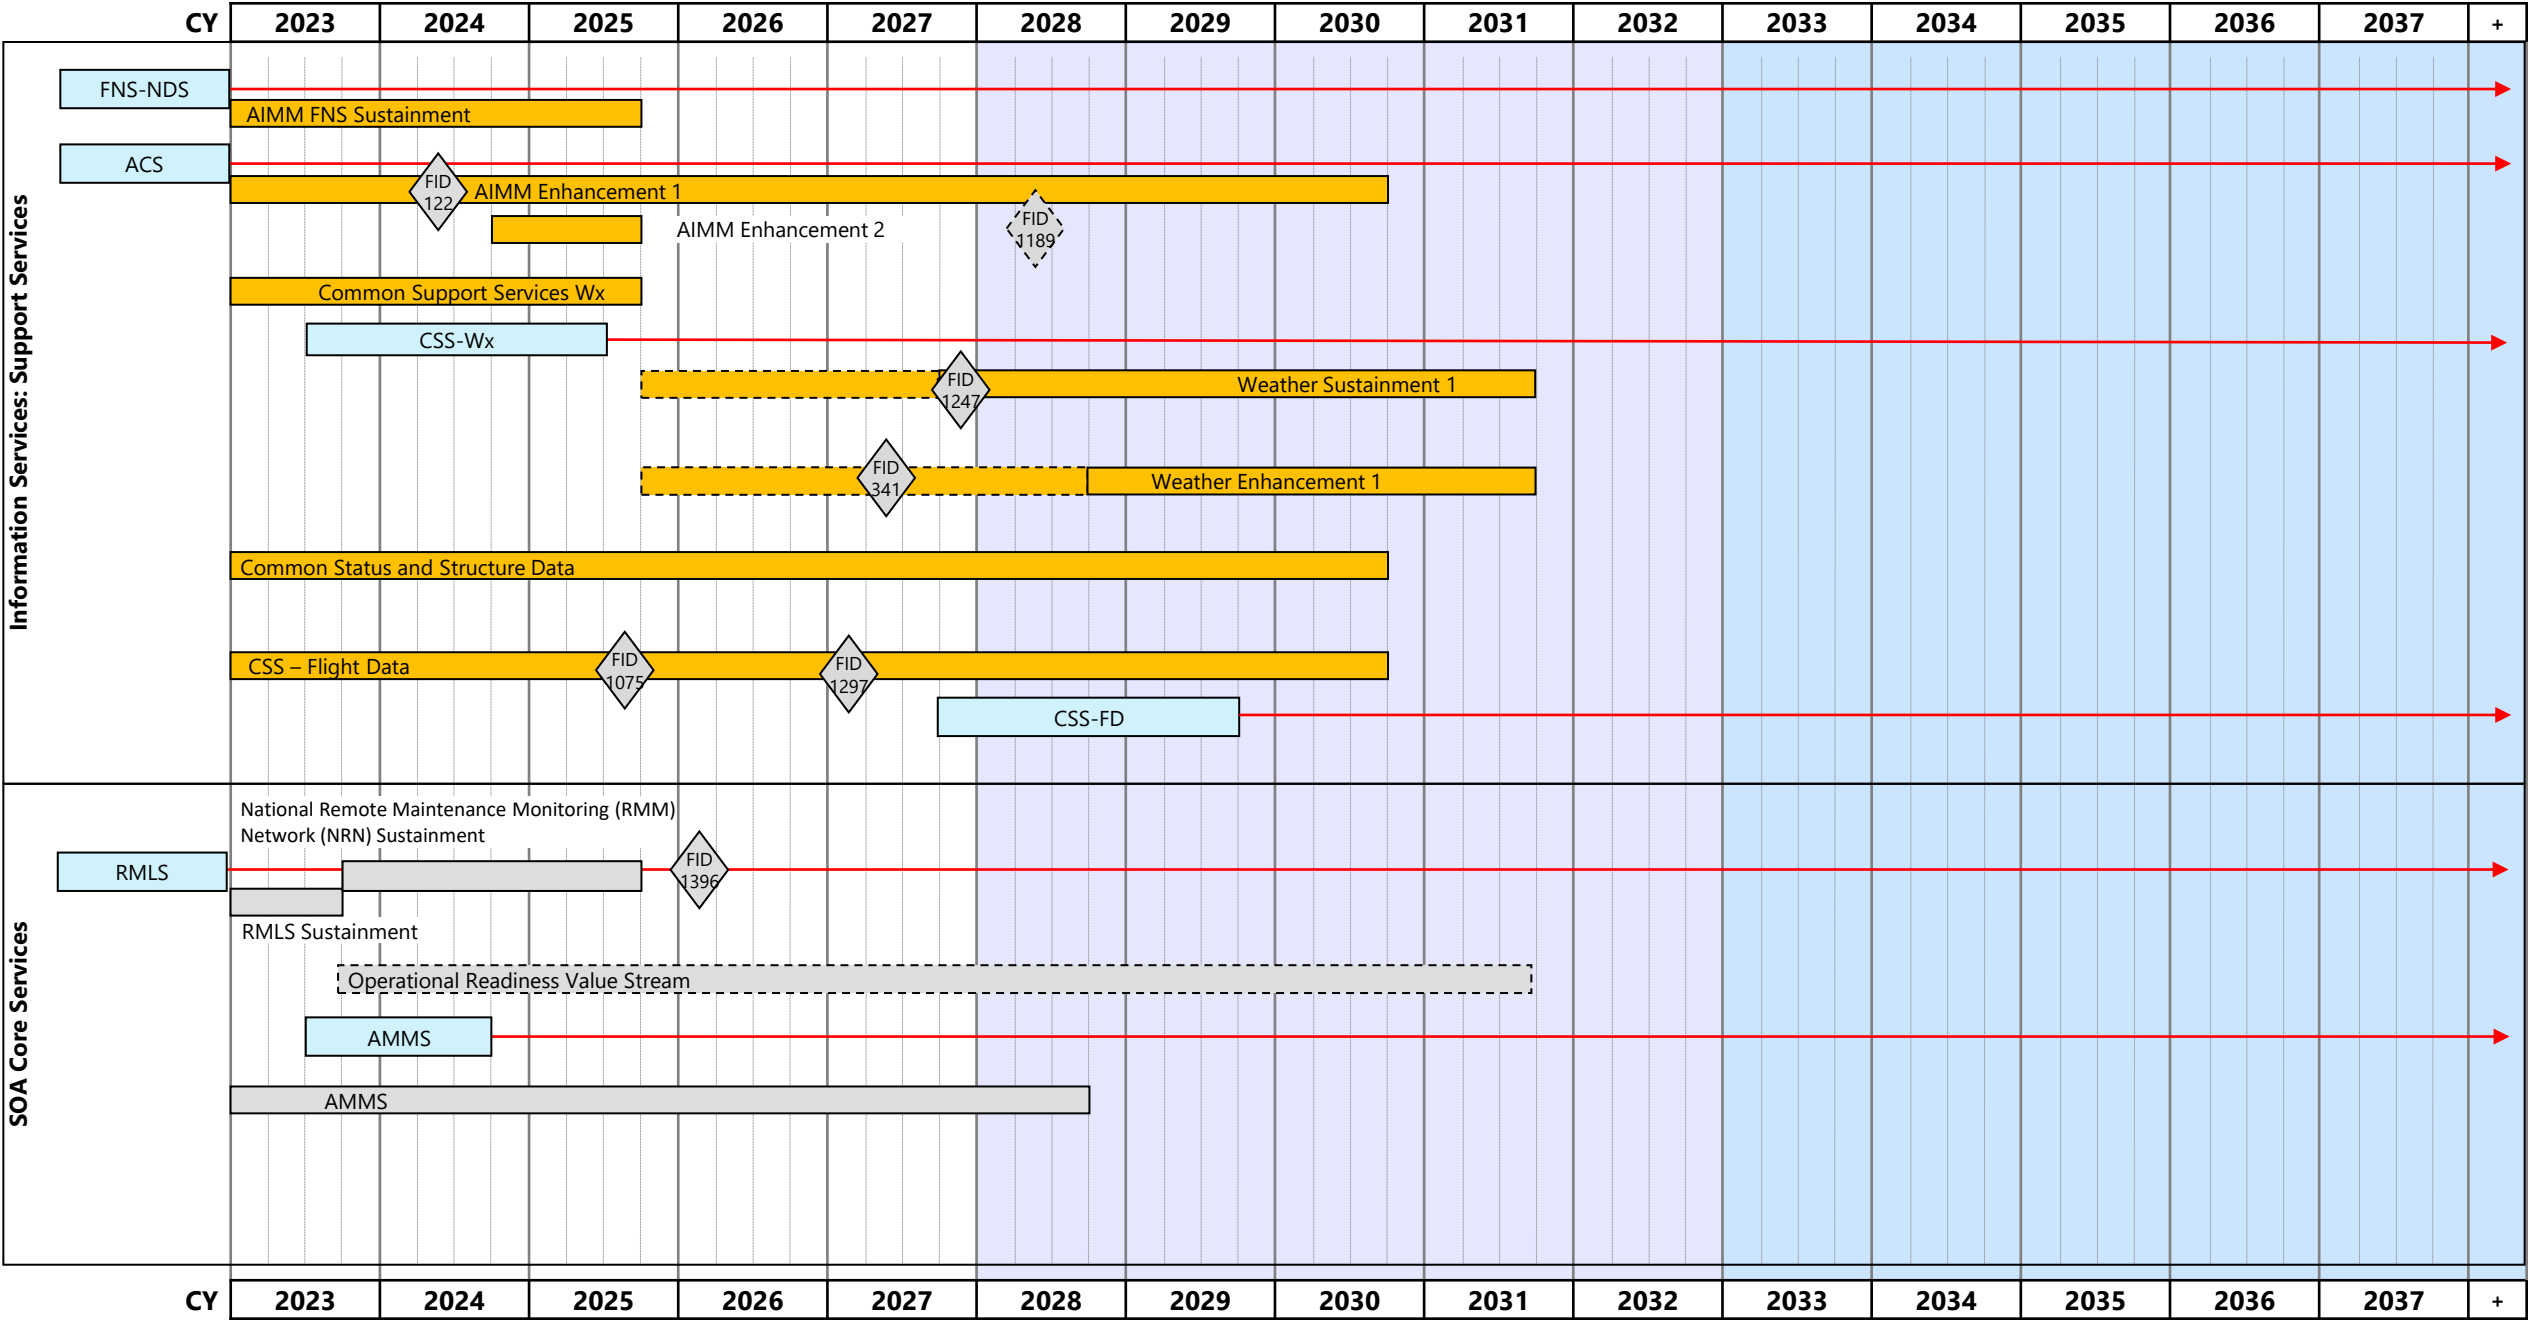 CY 2023 2024 2025 2026 2027 2028 2029 2030 2031 2032 2033 2034 2035 2036 2037 +
Information Services: Support Services
FNS-NDS
AIMM FNS Sustainment
ACS
FID
122
AIMM Enhancement 1
AIMM Enhancement 2
FID
1189
Common Support Services Wx
CSS-Wx
FID
1247
Weather Sustainment 1
FID
341
Weather Enhancement 1
Common Status and Structure Data
CSS – Flight Data
FID
1075
FID
1297
CSS-FD
SOA Core Services
National Remote Maintenance Monitoring (RMM)
Network (NRN) Sustainment
RMLS
FID
1396
RMLS Sustainment
Operational Readiness Value Stream
AMMS
AMMS
CY 2023 2024 2025 2026 2027 2028 2029 2030 2031 2032 2033 2034 2035 2036 2037 +